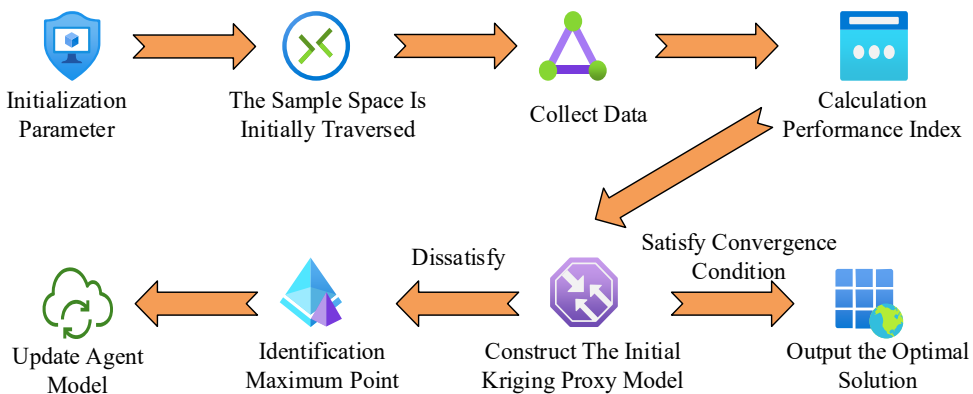 Initialization
Parameter
The Sample Space Is
Initially Traversed
Collect Data
Calculation
Performance Index
Dissatisfy
Satisfy Convergence
Condition
Update Agent
Model
Identification
Maximum Point
Construct The Initial
Kriging Proxy Model
Output the Optimal
Solution